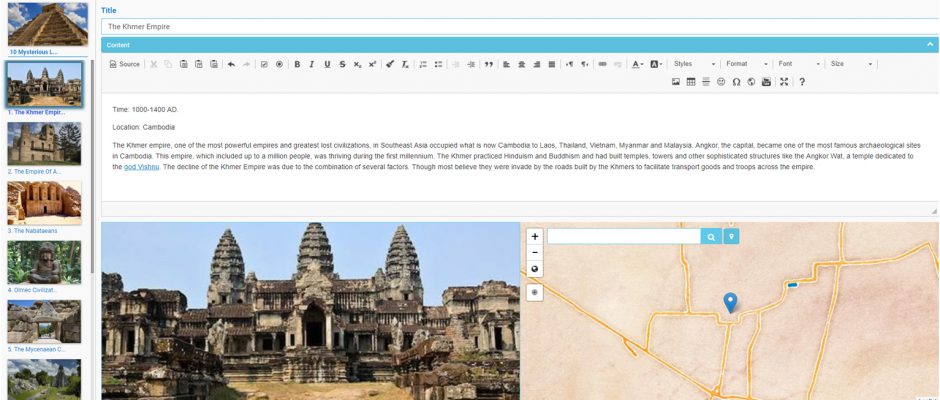 Title
The Khmer Empire
Content
Source
Styles
Format
Font
Size
Time: 1000-1400 AD.
Location: Cambodia
The Khmer empire, one of the most powerful empires and greatest lost civilizations, in Southeast Asia occupied what is now Cambodia to Laos, Thailand, Vietnam, Myanmar and Malaysia. Angkor, the capital, became one of the most famous archaeological sites
in Cambodia. This empire, which included up to a million people, was thriving during the first millennium. The Khmer practiced Hinduism and Buddhism and had built temples, towers and other sophisticated structures like the Angkor Wat, a temple dedicated to
the god Vishnu. The decline of the Khmer Empire was due to the combination of several factors. Though most believe they were invade by the roads built by the Khmers to facilitate transport goods and troops across the empire.
10 Mysterious L...
1. The Khmer Empir...
2. The Empire Of A...
3. The Nabataeans
4. Olmec Civilizat...
5. The Mycenaean C...